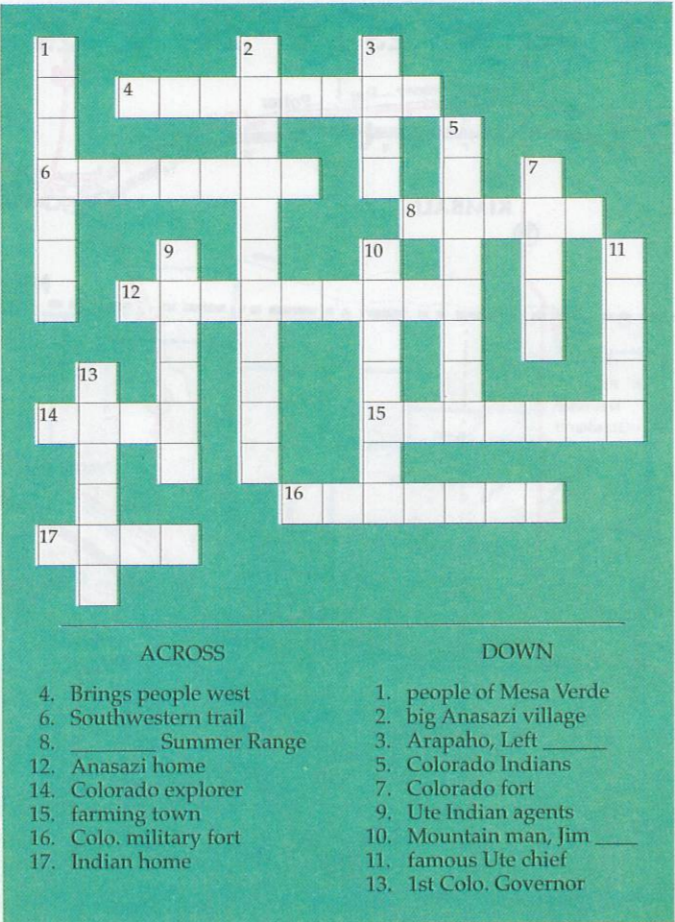 1
2
3
4
5
6
7
8
9
10
11
12
13
14
15
16
17
ACROSS
4. Brings people west
6. Southwestern trail
8. ________ Summer Range
12. Anasazi home
14. Colorado explorer
15. farming town
16. Colo. military fort
17. Indian home
DOWN
1. people of Mesa Verde
2. big Anasazi village
3. Arapaho, Left ______
5. Colorado Indians
7. Colorado fort
9. Ute Indian agents
10. Mountain man, Jim ____
11. famous Ute chief
13. 1st Colo. Governor